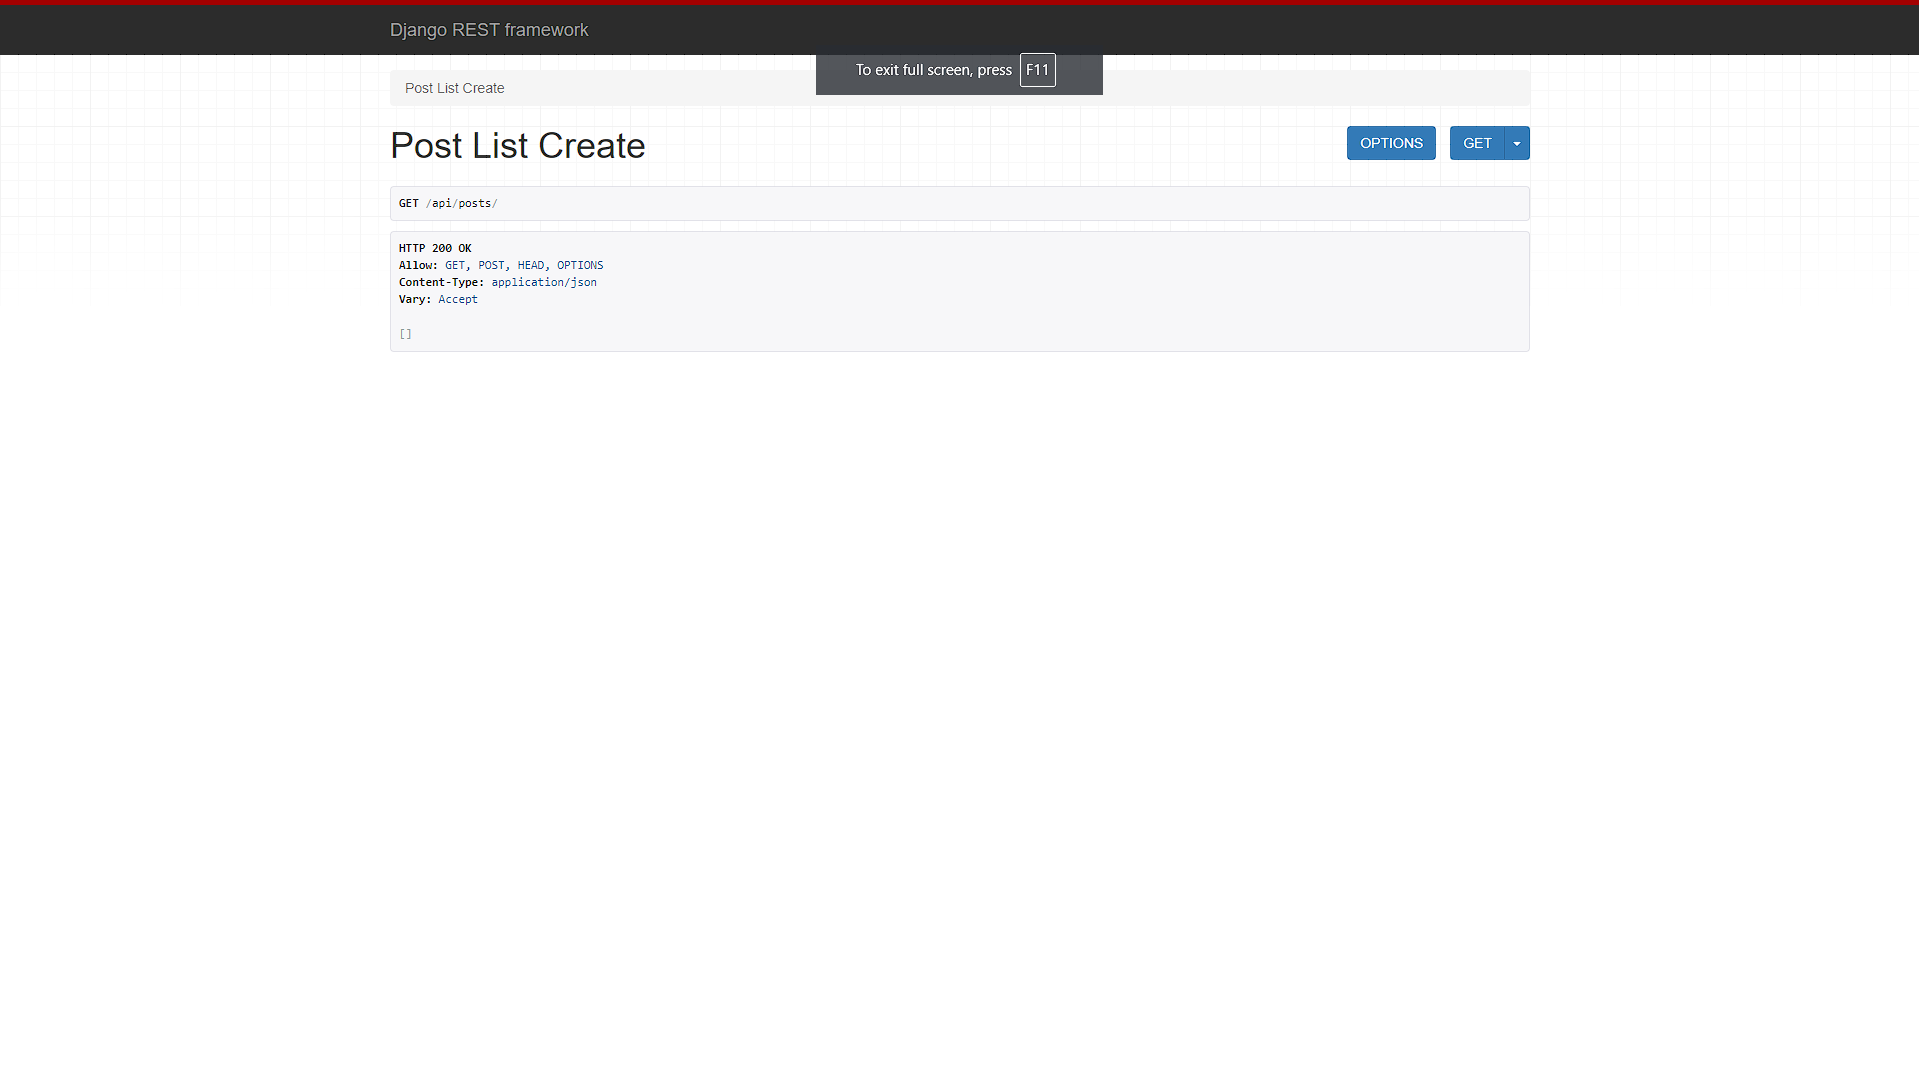 Django REST framework
To exit full screen, press F11
Post List Create
Post List Create
OPTIONS
GET
GET /api/posts/
HTTP 200 OK
Allow: GET, POST, HEAD, OPTIONS
Content-Type: application/json
Vary: Accept
[]